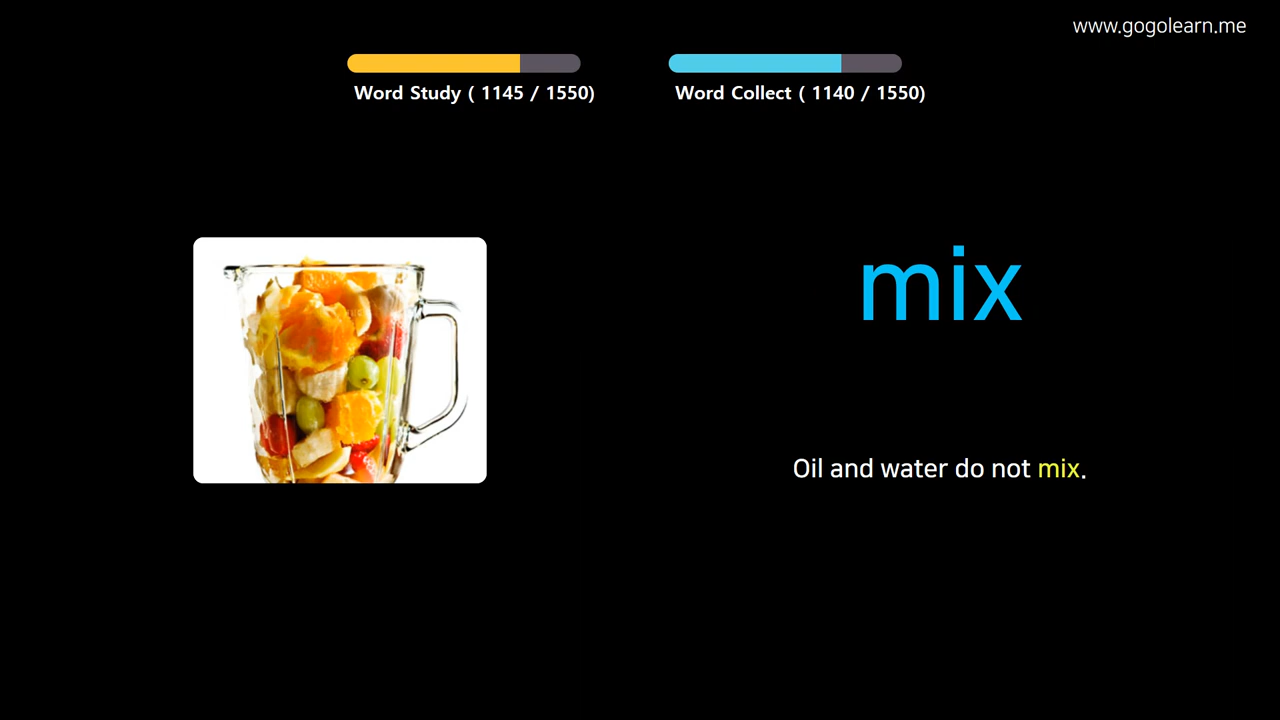 www.gogolearn.me
Word Study ( 1145 / 1550)
Word Collect ( 1140 / 1550)
mix
Oil and water do not mix.